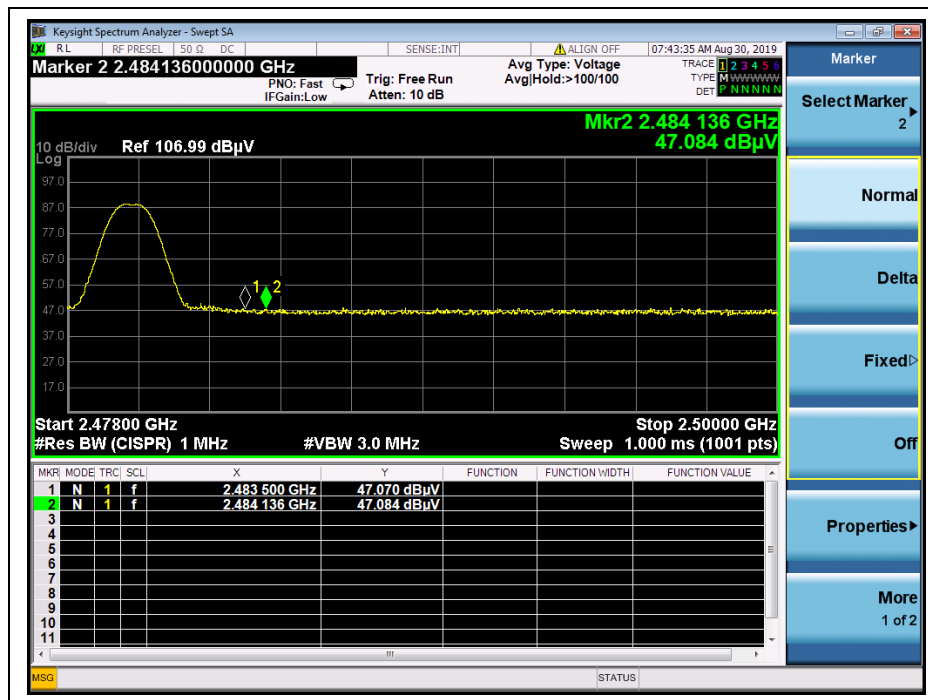 Keysight Spectrum Analyzer - Swept SA
LXI RL RF PRESEL 50 Ω DC SENSE:INT ALIGN OFF 07:43:35 AM Aug 30, 2019
Marker 2 2.484136000000 GHz
PNO: Fast
IFGain:Low
Trig: Free Run
Atten: 10 dB
Avg Type: Voltage
Avg|Hold:>100/100
TRACE 1 2 3 4 5 6
TYPE M WWWWW
DET P N N N N N
Mkr2 2.484 136 GHz
47.084 dBµV
10 dB/div Ref 106.99 dBµV
Log
97.0
87.0
77.0
67.0
57.0
47.0
37.0
27.0
17.0
1 2
Start 2.47800 GHz Stop 2.50000 GHz
#Res BW (CISPR) 1 MHz #VBW 3.0 MHz Sweep 1.000 ms (1001 pts)
MKR MODE TRC SCL X Y FUNCTION FUNCTION WIDTH FUNCTION VALUE
1 N 1 f 2.483 500 GHz 47.070 dBµV
2 N 1 f 2.484 136 GHz 47.084 dBµV
3
4
5
6
7
8
9
10
11
MSG STATUS
Marker
Select Marker
2
Normal
Delta
Fixed
Off
Properties
More
1 of 2